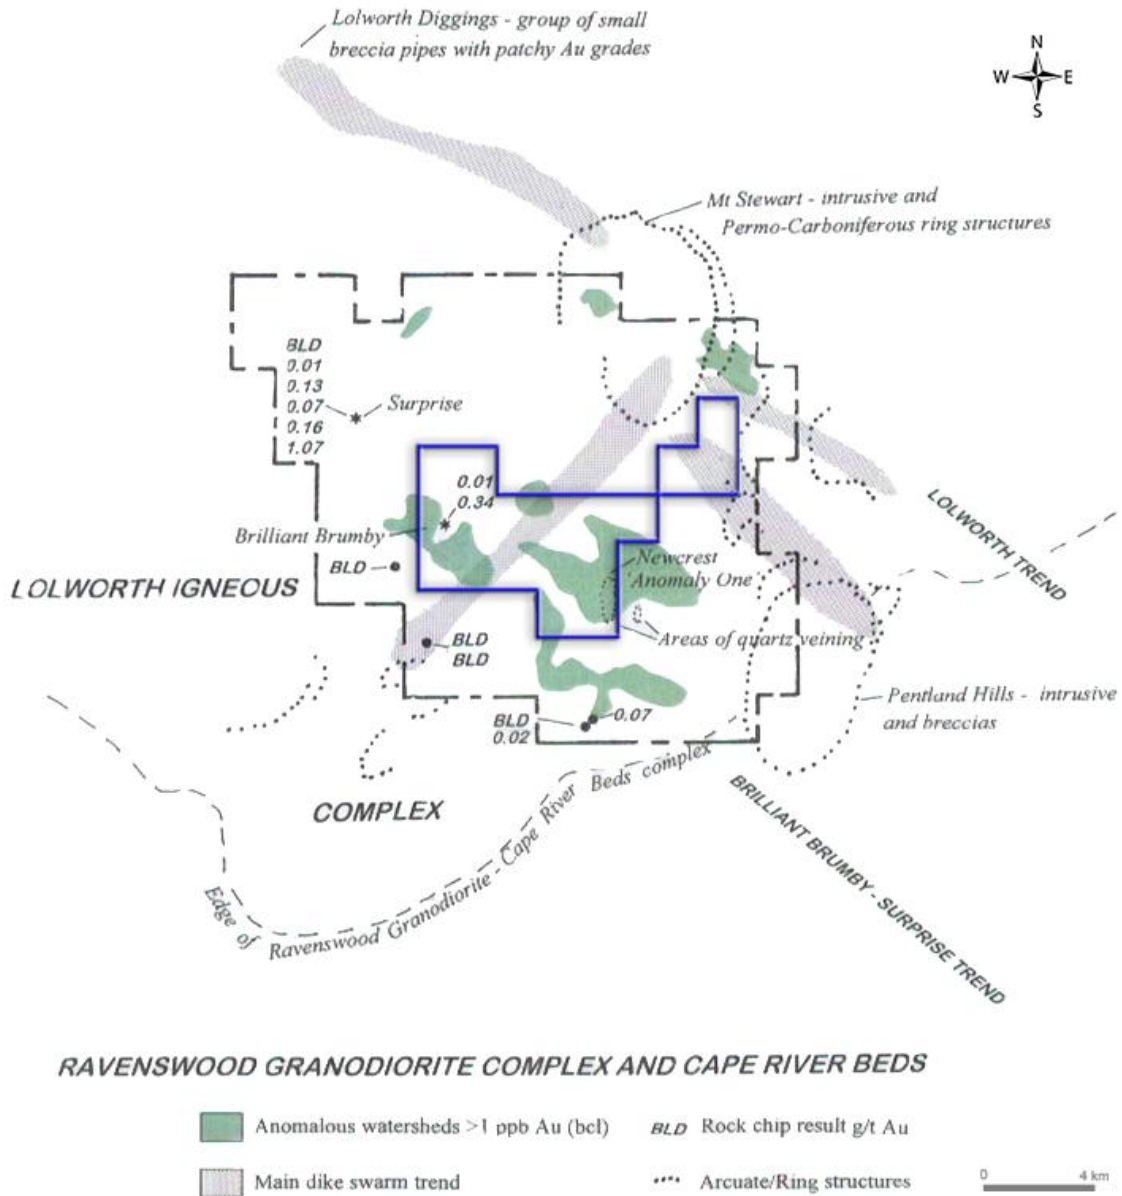 Lolworth Diggings - group of small
breccia pipes with patchy Au grades
N
W E
S
Mt Stewart - intrusive and
Permo-Carboniferous ring structures
BLD
0.01
0.13
0.07
0.16
1.07
Surprise
0.01
0.34
Brilliant Brumby
BLD
LOLWORTH IGNEOUS
Newcrest
Anomaly One
LOLWORTH TREND
BLD
BLD
Areas of quartz veining
Pentland Hills - intrusive
and breccias
BLD
0.02
0.07
COMPLEX
Edge of Ravenswood Granodiorite - Cape River Beds complex
BRILLIANT BRUMBY - SURPRISE TREND
RAVENSWOOD GRANODIORITE COMPLEX AND CAPE RIVER BEDS
Anomalous watersheds >1 ppb Au (bcl)
BLD Rock chip result g/t Au
Main dike swarm trend
Arcuate/Ring structures
0 4 km